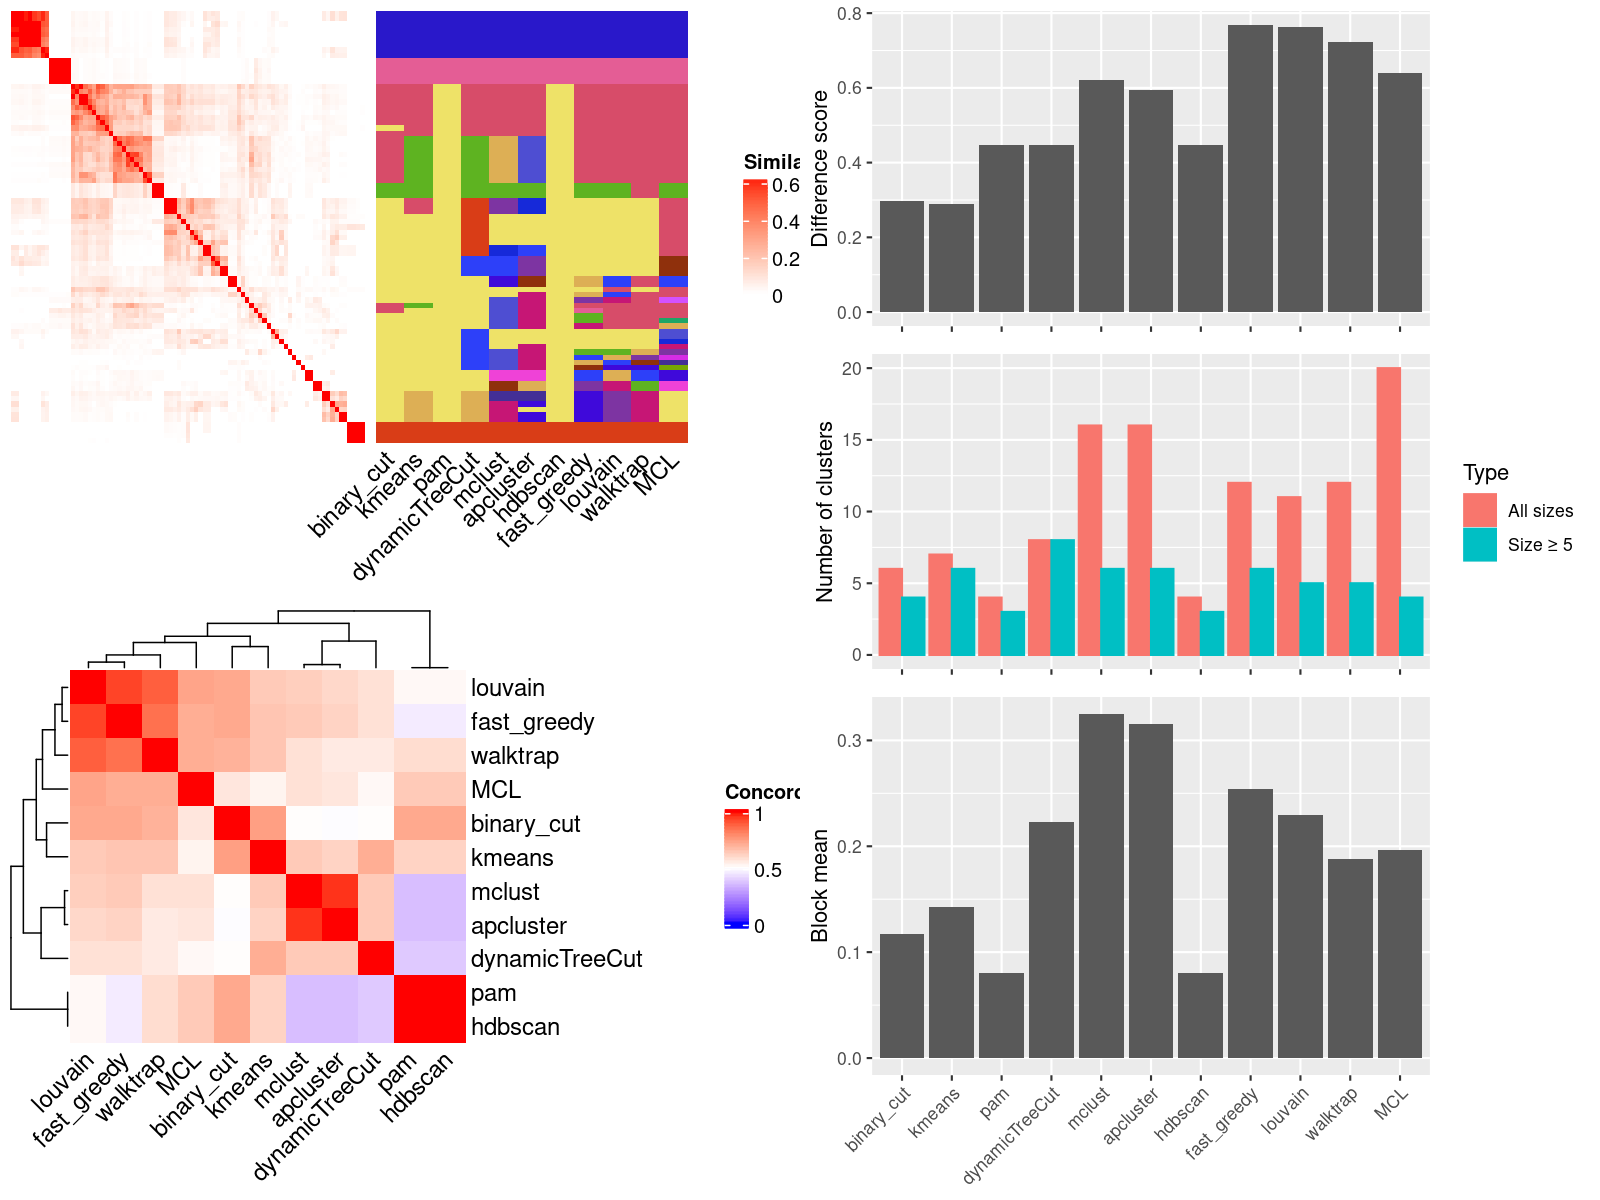 Simila
0.6
0.4
0.2
0
binary_cut
kmeans
pam
dynamicTreeCut
mclust
apcluster
hdbscan
fast_greedy
louvain
walktrap
MCL
louvain
fast_greedy
walktrap
MCL
binary_cut
kmeans
mclust
apcluster
dynamicTreeCut
pam
hdbscan
Concord
1
0.5
0
louvain
fast_greedy
walktrap
MCL
binary_cut
kmeans
mclust
apcluster
dynamicTreeCut
pam
hdbscan
Difference score
0.8
0.6
0.4
0.2
0.0
Number of clusters
20
15
10
5
0
Type
All sizes
Size ≥ 5
Block mean
0.3
0.2
0.1
0.0
binary_cut
kmeans
pam
dynamicTreeCut
mclust
apcluster
hdbscan
fast_greedy
louvain
walktrap
MCL